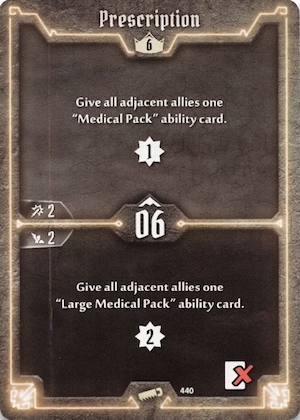 Prescription
6
Give all adjacent allies one
“Medical Pack” ability card.
1
2
06
2
Give all adjacent allies one
“Large Medical Pack” ability card.
2
440